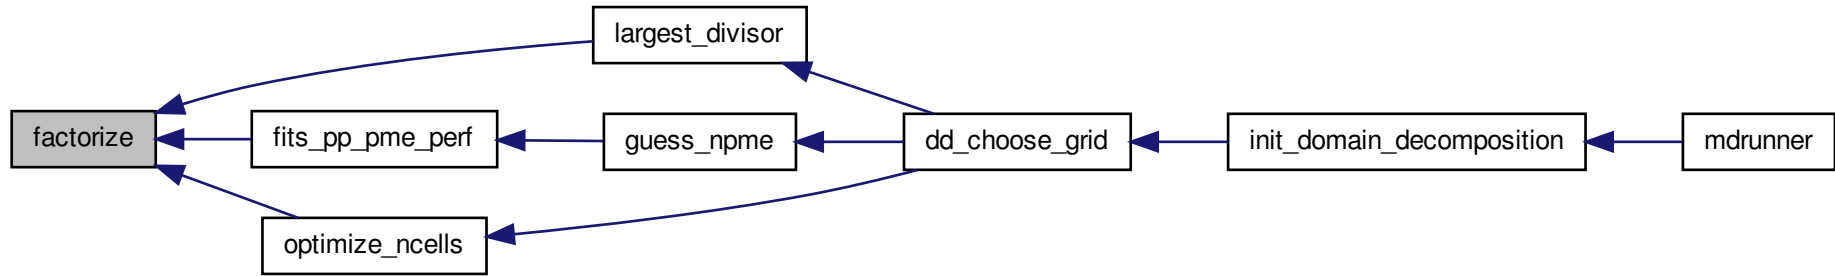 largest_divisor
factorize
fits_pp_pme_perf
guess_npme
dd_choose_grid
init_domain_decomposition
mdrunner
optimize_ncells